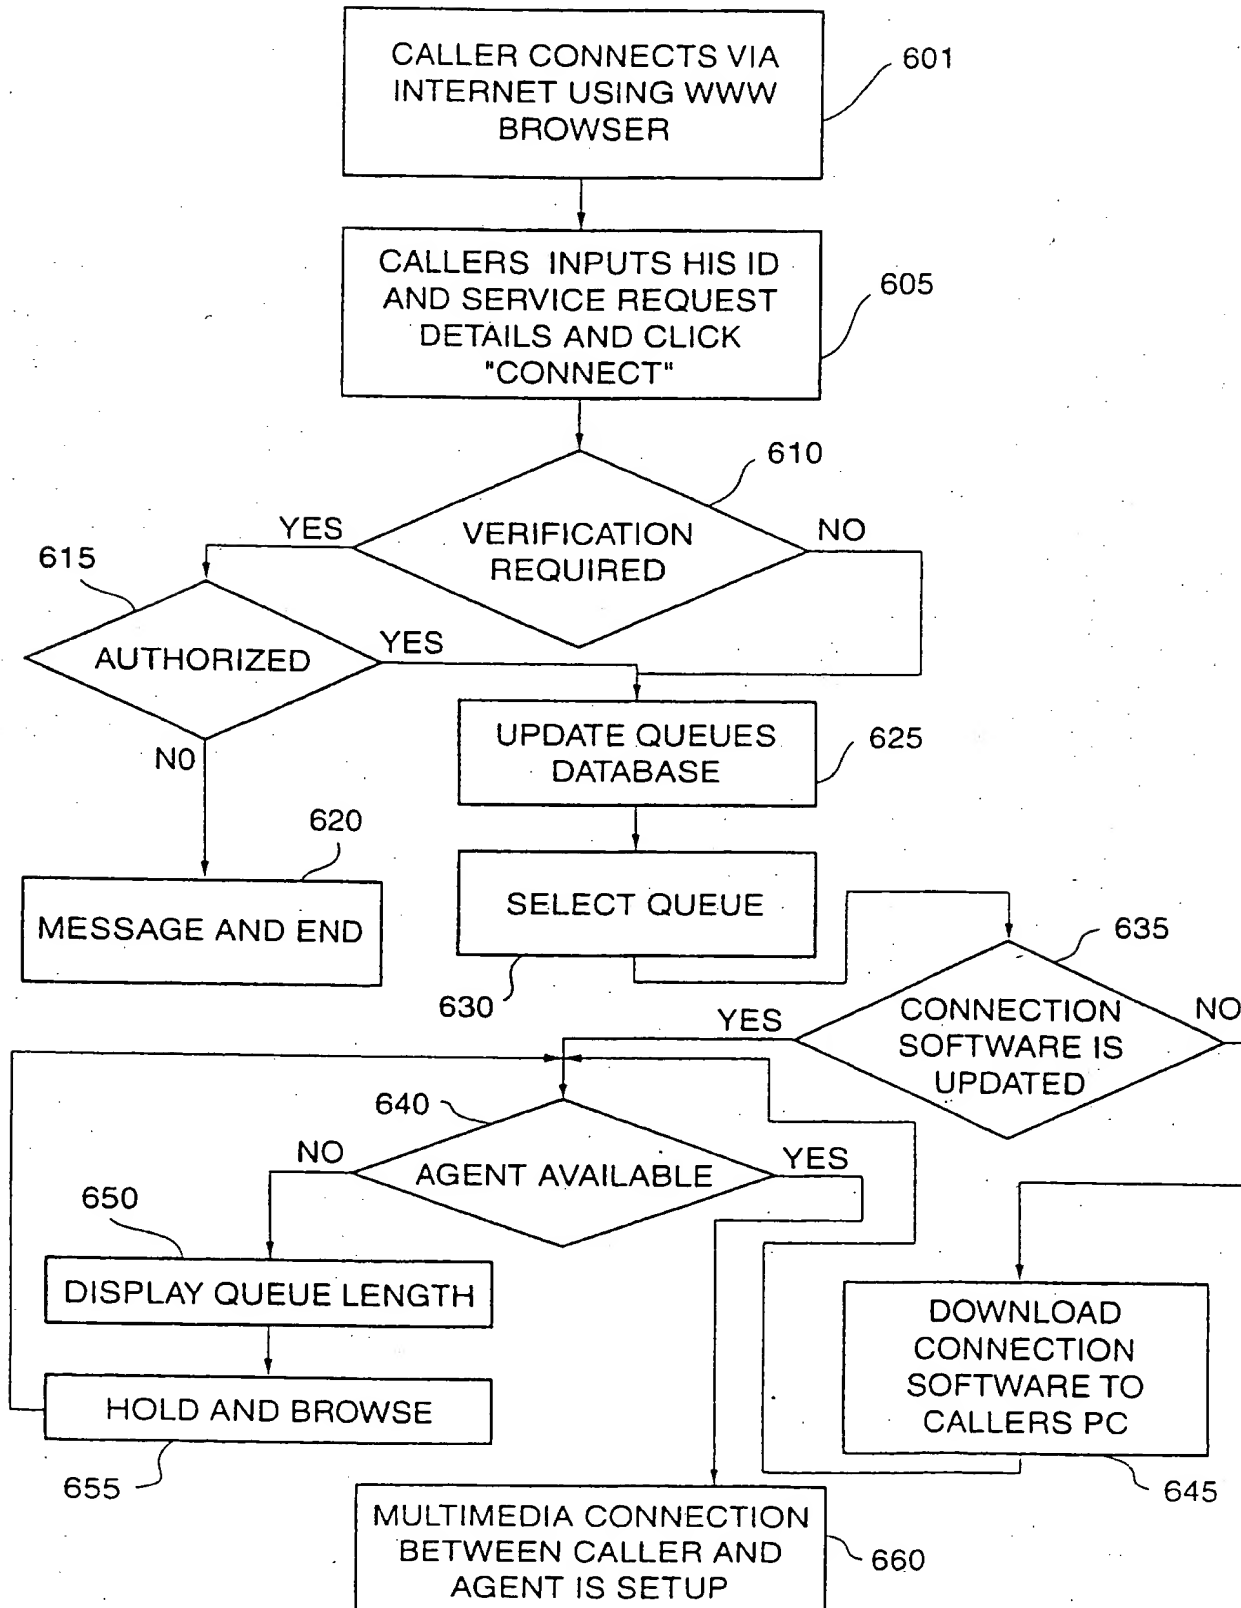 CALLER CONNECTS VIA
INTERNET USING WWW
BROWSER
601
CALLERS INPUTS HIS ID
AND SERVICE REQUEST
DETAILS AND CLICK
"CONNECT"
605
610
VERIFICATION
REQUIRED
YES
NO
615
AUTHORIZED
YES
NO
UPDATE QUEUES
DATABASE
625
620
MESSAGE AND END
SELECT QUEUE
630
635
CONNECTION
SOFTWARE IS
UPDATED
YES
NO
640
AGENT AVAILABLE
NO
YES
650
DISPLAY QUEUE LENGTH
HOLD AND BROWSE
655
DOWNLOAD
CONNECTION
SOFTWARE TO
CALLERS PC
645
MULTIMEDIA CONNECTION
BETWEEN CALLER AND
AGENT IS SETUP
660